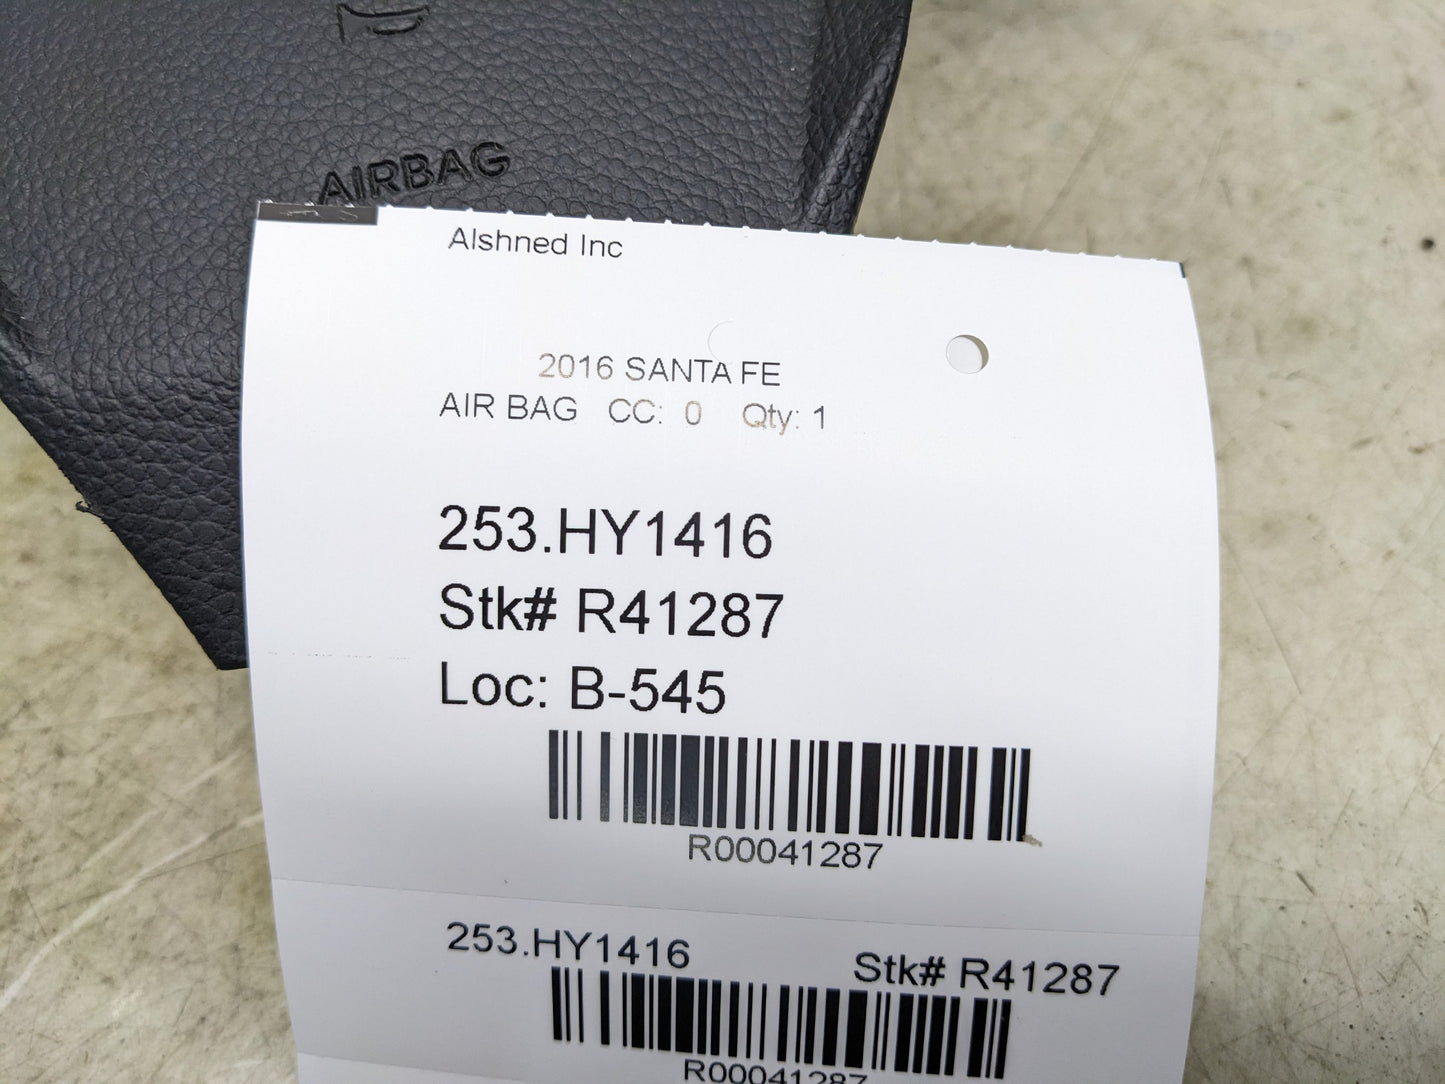 AIRBAG
Alshned Inc
2016 SANTA FE
AIR BAG CC: 0 Qty: 1
253.HY1416
Stk# R41287
Loc: B-545
R00041287
253.HY1416 Stk# R41287
R00041287